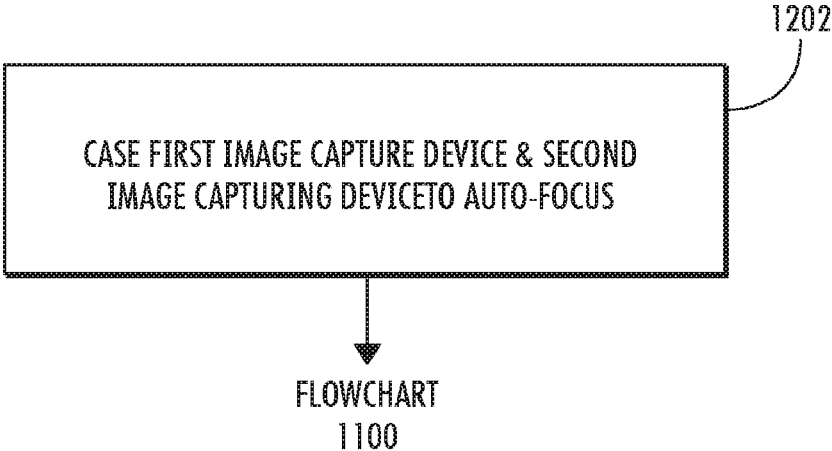 1202
CASE FIRST IMAGE CAPTURE DEVICE & SECOND
IMAGE CAPTURING DEVICETO AUTO-FOCUS
FLOWCHART
1100